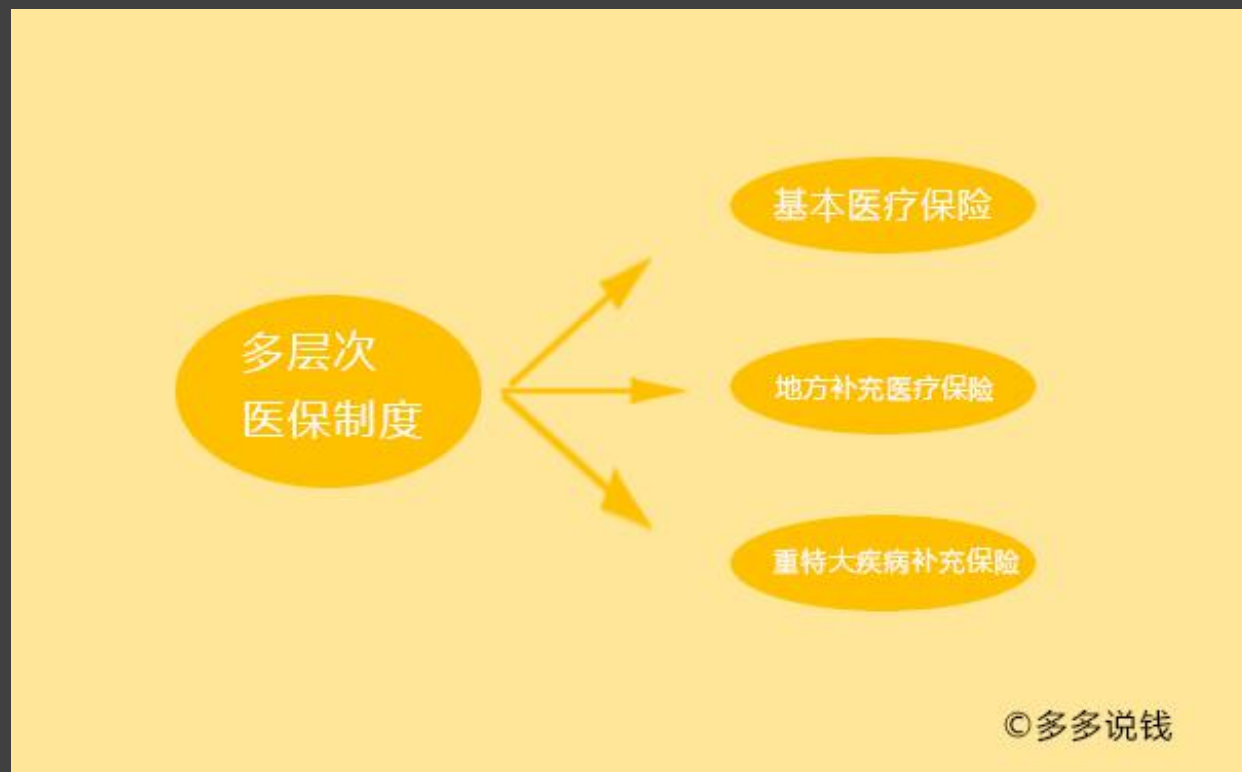 多层次
医保制度
基本医疗保险
地方补充医疗保险
重特大疾病补充保险
©多多说钱